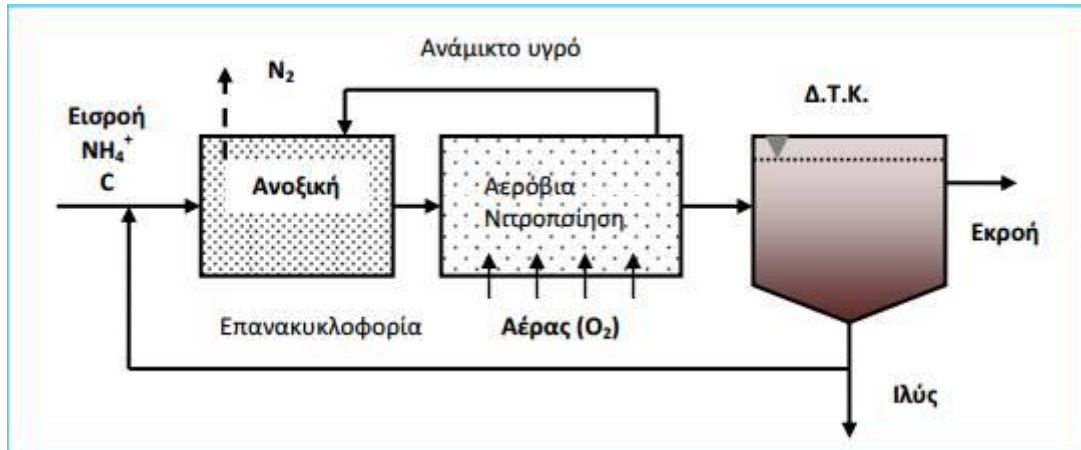 Ανάμικτο υγρό
N₂
Δ.Τ.Κ.
Εισροή
NH₄⁺
C
Ανοξική
Αερόβια
Νιτροποίηση
Εκροή
Επανακυκλοφορία
Αέρας (O₂)
Ιλύς